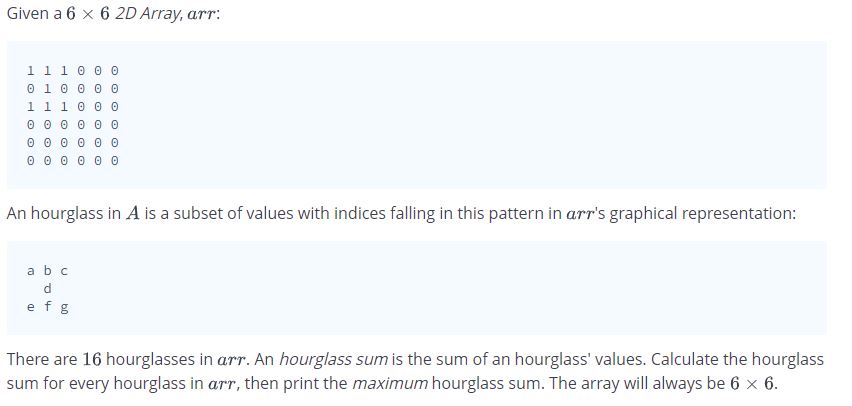 Given a 6 × 6 2D Array, arr:
1 1 1 0 0 0
0 1 0 0 0 0
1 1 1 0 0 0
0 0 0 0 0 0
0 0 0 0 0 0
0 0 0 0 0 0
An hourglass in A is a subset of values with indices falling in this pattern in arr's graphical representation:
a b c
d
e f g
There are 16 hourglasses in arr. An hourglass sum is the sum of an hourglass' values. Calculate the hourglass
sum for every hourglass in arr, then print the maximum hourglass sum. The array will always be 6 × 6.